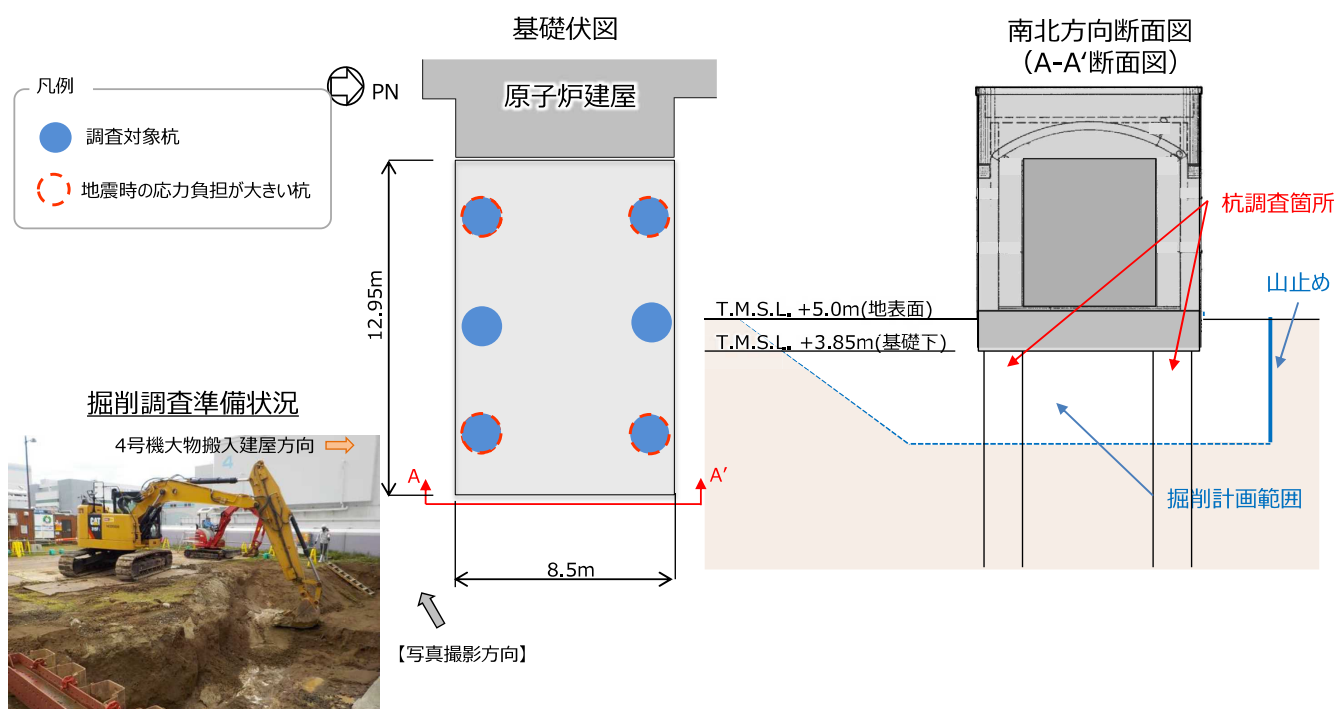 基礎伏図
南北方向断面図
（A-A‘断面図）
凡例
調査対象杭
地震時の応力負担が大きい杭
PN
原子炉建屋
12.95m
8.5m
A
A’
杭調査箇所
山止め
T.M.S.L. +5.0m(地表面)
T.M.S.L. +3.85m(基礎下)
掘削計画範囲
掘削調査準備状況
4号機大物搬入建屋方向
4
CAT
【写真撮影方向】